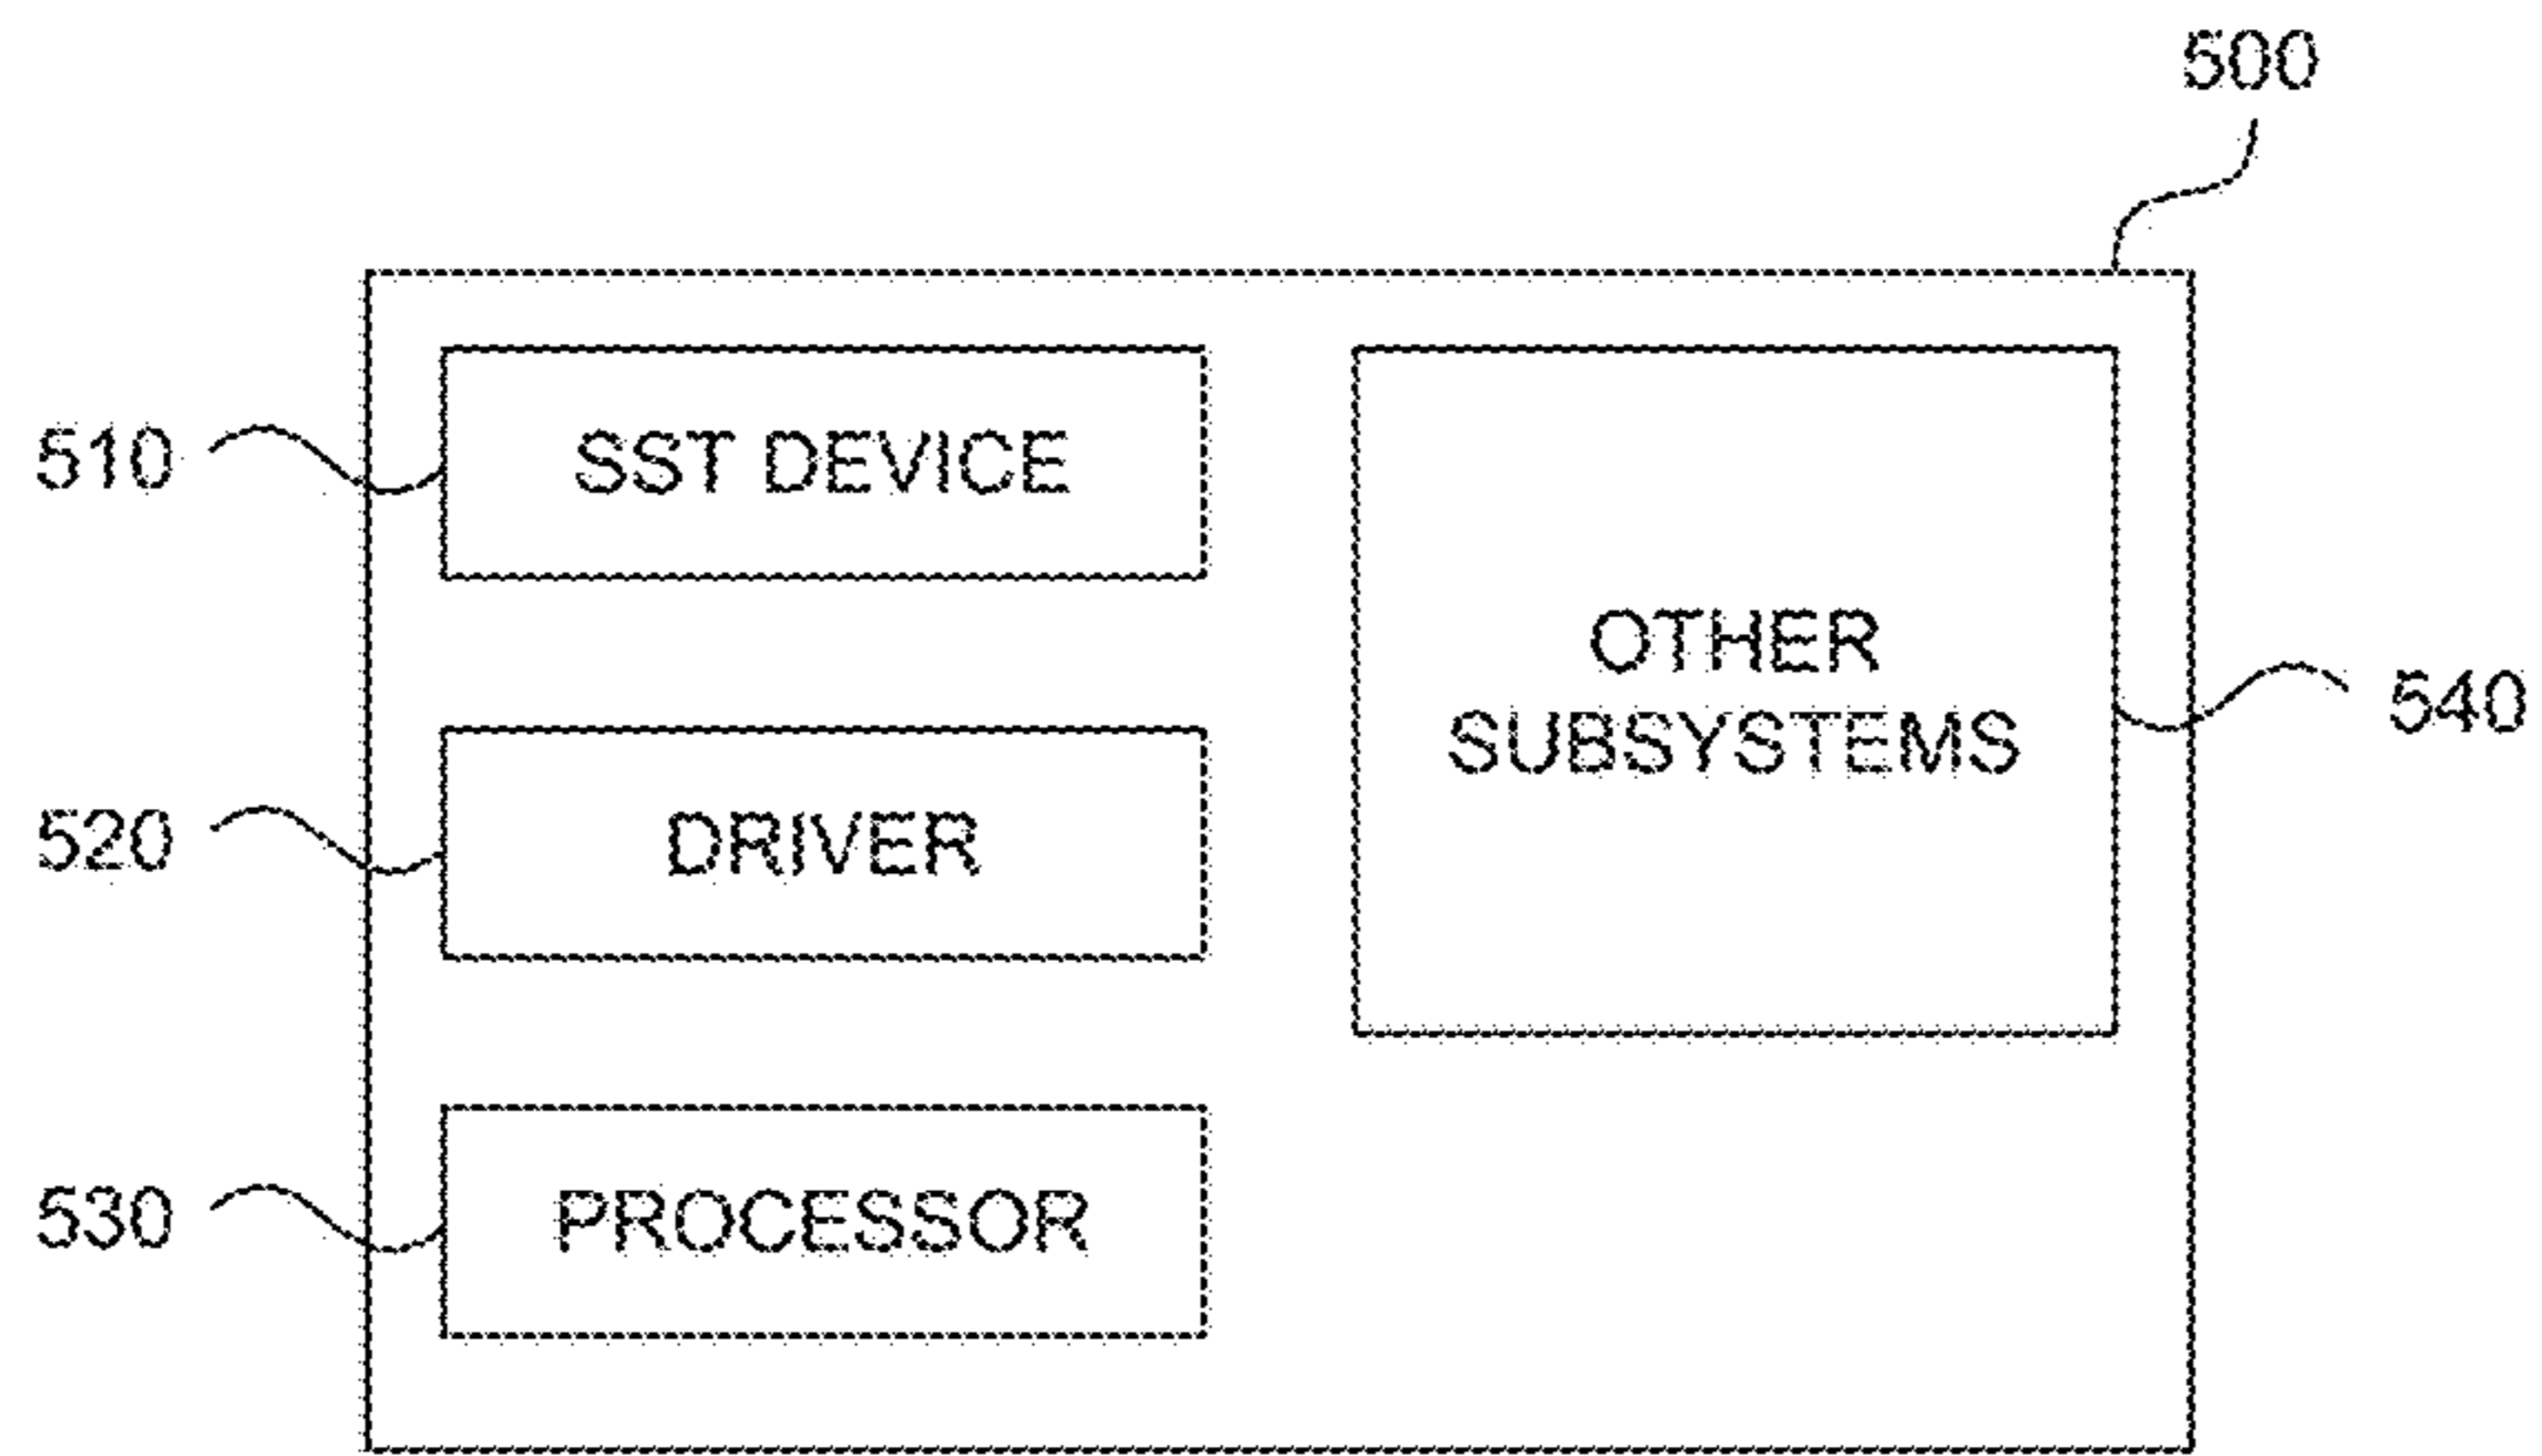 500
510
SST DEVICE
OTHER
SUBSYSTEMS
540
520
DRIVER
530
PROCESSOR